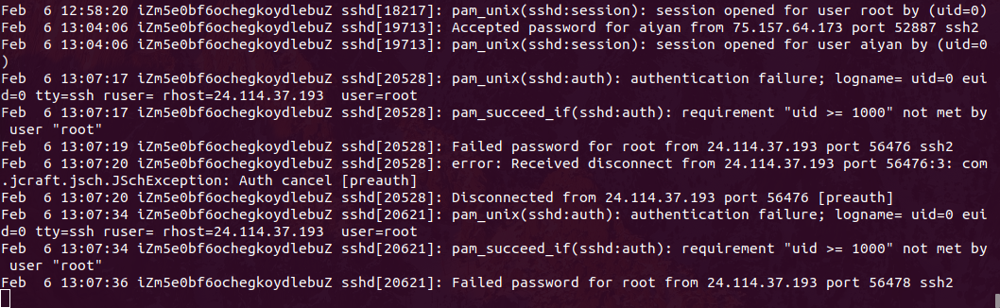 Feb  6 12:58:20 iZm5e0bf6ochegkoydlebuZ sshd[18217]: pam_unix(sshd:session): session opened for user root by (uid=0)
Feb  6 13:04:06 iZm5e0bf6ochegkoydlebuZ sshd[19713]: Accepted password for aiyan from 75.157.64.173 port 52887 ssh2
Feb  6 13:04:06 iZm5e0bf6ochegkoydlebuZ sshd[19713]: pam_unix(sshd:session): session opened for user aiyan by (uid=0
)
Feb  6 13:07:17 iZm5e0bf6ochegkoydlebuZ sshd[20528]: pam_unix(sshd:auth): authentication failure; logname= uid=0 eui
d=0 tty=ssh ruser= rhost=24.114.37.193  user=root
Feb  6 13:07:17 iZm5e0bf6ochegkoydlebuZ sshd[20528]: pam_succeed_if(sshd:auth): requirement "uid >= 1000" not met by
 user "root"
Feb  6 13:07:19 iZm5e0bf6ochegkoydlebuZ sshd[20528]: Failed password for root from 24.114.37.193 port 56476 ssh2
Feb  6 13:07:20 iZm5e0bf6ochegkoydlebuZ sshd[20528]: error: Received disconnect from 24.114.37.193 port 56476:3: com
.jcraft.jsch.JSchException: Auth cancel [preauth]
Feb  6 13:07:20 iZm5e0bf6ochegkoydlebuZ sshd[20528]: Disconnected from 24.114.37.193 port 56476 [preauth]
Feb  6 13:07:34 iZm5e0bf6ochegkoydlebuZ sshd[20621]: pam_unix(sshd:auth): authentication failure; logname= uid=0 eui
d=0 tty=ssh ruser= rhost=24.114.37.193  user=root
Feb  6 13:07:34 iZm5e0bf6ochegkoydlebuZ sshd[20621]: pam_succeed_if(sshd:auth): requirement "uid >= 1000" not met by
 user "root"
Feb  6 13:07:36 iZm5e0bf6ochegkoydlebuZ sshd[20621]: Failed password for root from 24.114.37.193 port 56478 ssh2